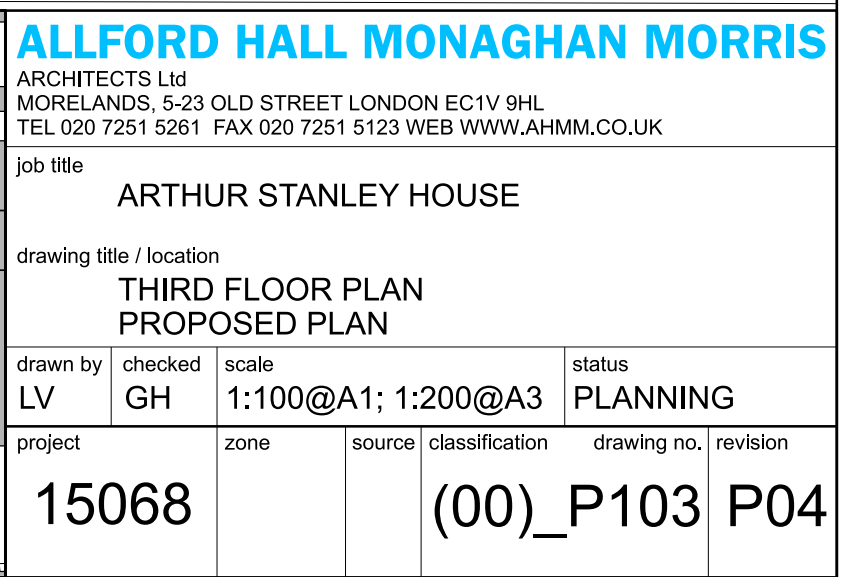 ALLFORD HALL MONAGHAN MORRIS
ARCHITECTS Ltd
MORELANDS, 5-23 OLD STREET LONDON EC1V 9HL
TEL 020 7251 5261 FAX 020 7251 5123 WEB WWW.AHMM.CO.UK
job title
ARTHUR STANLEY HOUSE
drawing title / location
THIRD FLOOR PLAN
PROPOSED PLAN
drawn by checked scale status
LV GH 1:100@A1; 1:200@A3 PLANNING
project zone source classification drawing no. revision
15068 (00)_P103 P04